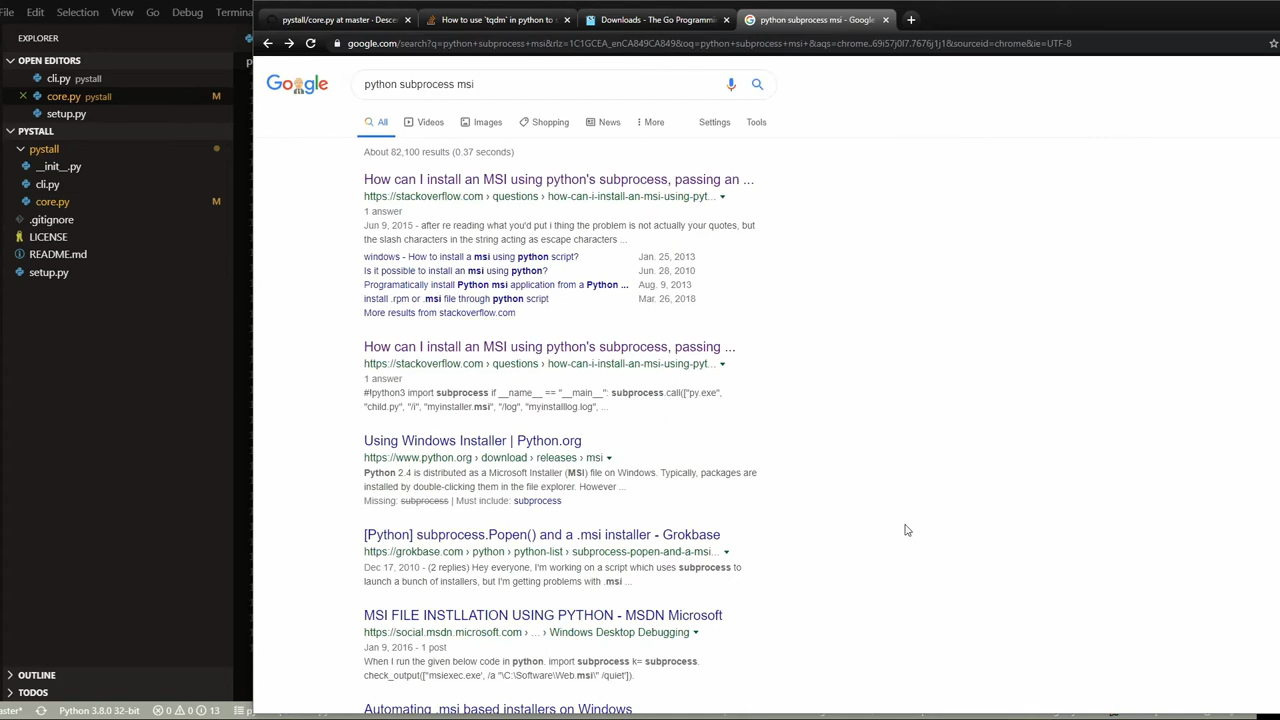 Go
Debug
Terminal
EXPLORER
OPEN EDITORS
cli.py pystall
core.py pystall M
setup.py
PYSTALL
pystall
__init__.py
cli.py
core.py M
.gitignore
LICENSE
README.md
setup.py
OUTLINE
TODOS
Python 3.8.0 32-bit
0 0 13
pystall/core.py at master · Desce
How to use `tqdm` in python to s
Downloads - The Go Programmi
python subprocess msi - Google
google.com/search?q=python+subprocess+msi&rlz=1C1GCEA_enCA849CA849&oq=python+subprocess+msi+&aqs=chrome..69i57j0l7.7676j1j1&sourceid=chrome&ie=UTF-8
Google
python subprocess msi
All Videos Images Shopping News More Settings Tools
About 82,100 results (0.37 seconds)
How can I install an MSI using python's subprocess, passing an ...
https://stackoverflow.com › questions › how-can-i-install-an-msi-using-pyt...
1 answer
Jun 9, 2015 - after re reading what you'd put i thing the problem is not actually your quotes, but
the slash characters in the string acting as escape characters ...
windows - How to install a msi using python script? Jan. 25, 2013
Is it possible to install an msi using python? Jun. 28, 2010
Programatically install Python msi application from a Python ... Aug. 9, 2013
install .rpm or .msi file through python script Mar. 26, 2018
More results from stackoverflow.com
How can I install an MSI using python's subprocess, passing ...
https://stackoverflow.com › questions › how-can-i-install-an-msi-using-pyt...
1 answer
#!python3 import subprocess if __name__ == "__main__": subprocess.call(["py.exe",
"child.py", "/i", "myinstaller.msi", "/log", "myinstalllog.log", ...
Using Windows Installer | Python.org
https://www.python.org › download › releases › msi
Python 2.4 is distributed as a Microsoft Installer (MSI) file on Windows. Typically, packages are
installed by double-clicking them in the file explorer. However ...
Missing: subprocess | Must include: subprocess
[Python] subprocess.Popen() and a .msi installer - Grokbase
https://grokbase.com › python › python-list › subprocess-popen-and-a-msi...
Dec 17, 2010 - (2 replies) Hey everyone, I'm working on a script which uses subprocess to
launch a bunch of installers, but I'm getting problems with .msi ...
MSI FILE INSTLLATION USING PYTHON - MSDN Microsoft
https://social.msdn.microsoft.com › ... › Windows Desktop Debugging
Jan 9, 2016 - 1 post
When I run the given below code in python. import subprocess k= subprocess.
check_output(["msiexec.exe', /a "\C:\Software\Web.msi\" /quiet']).
Automating .msi based installers on Windows